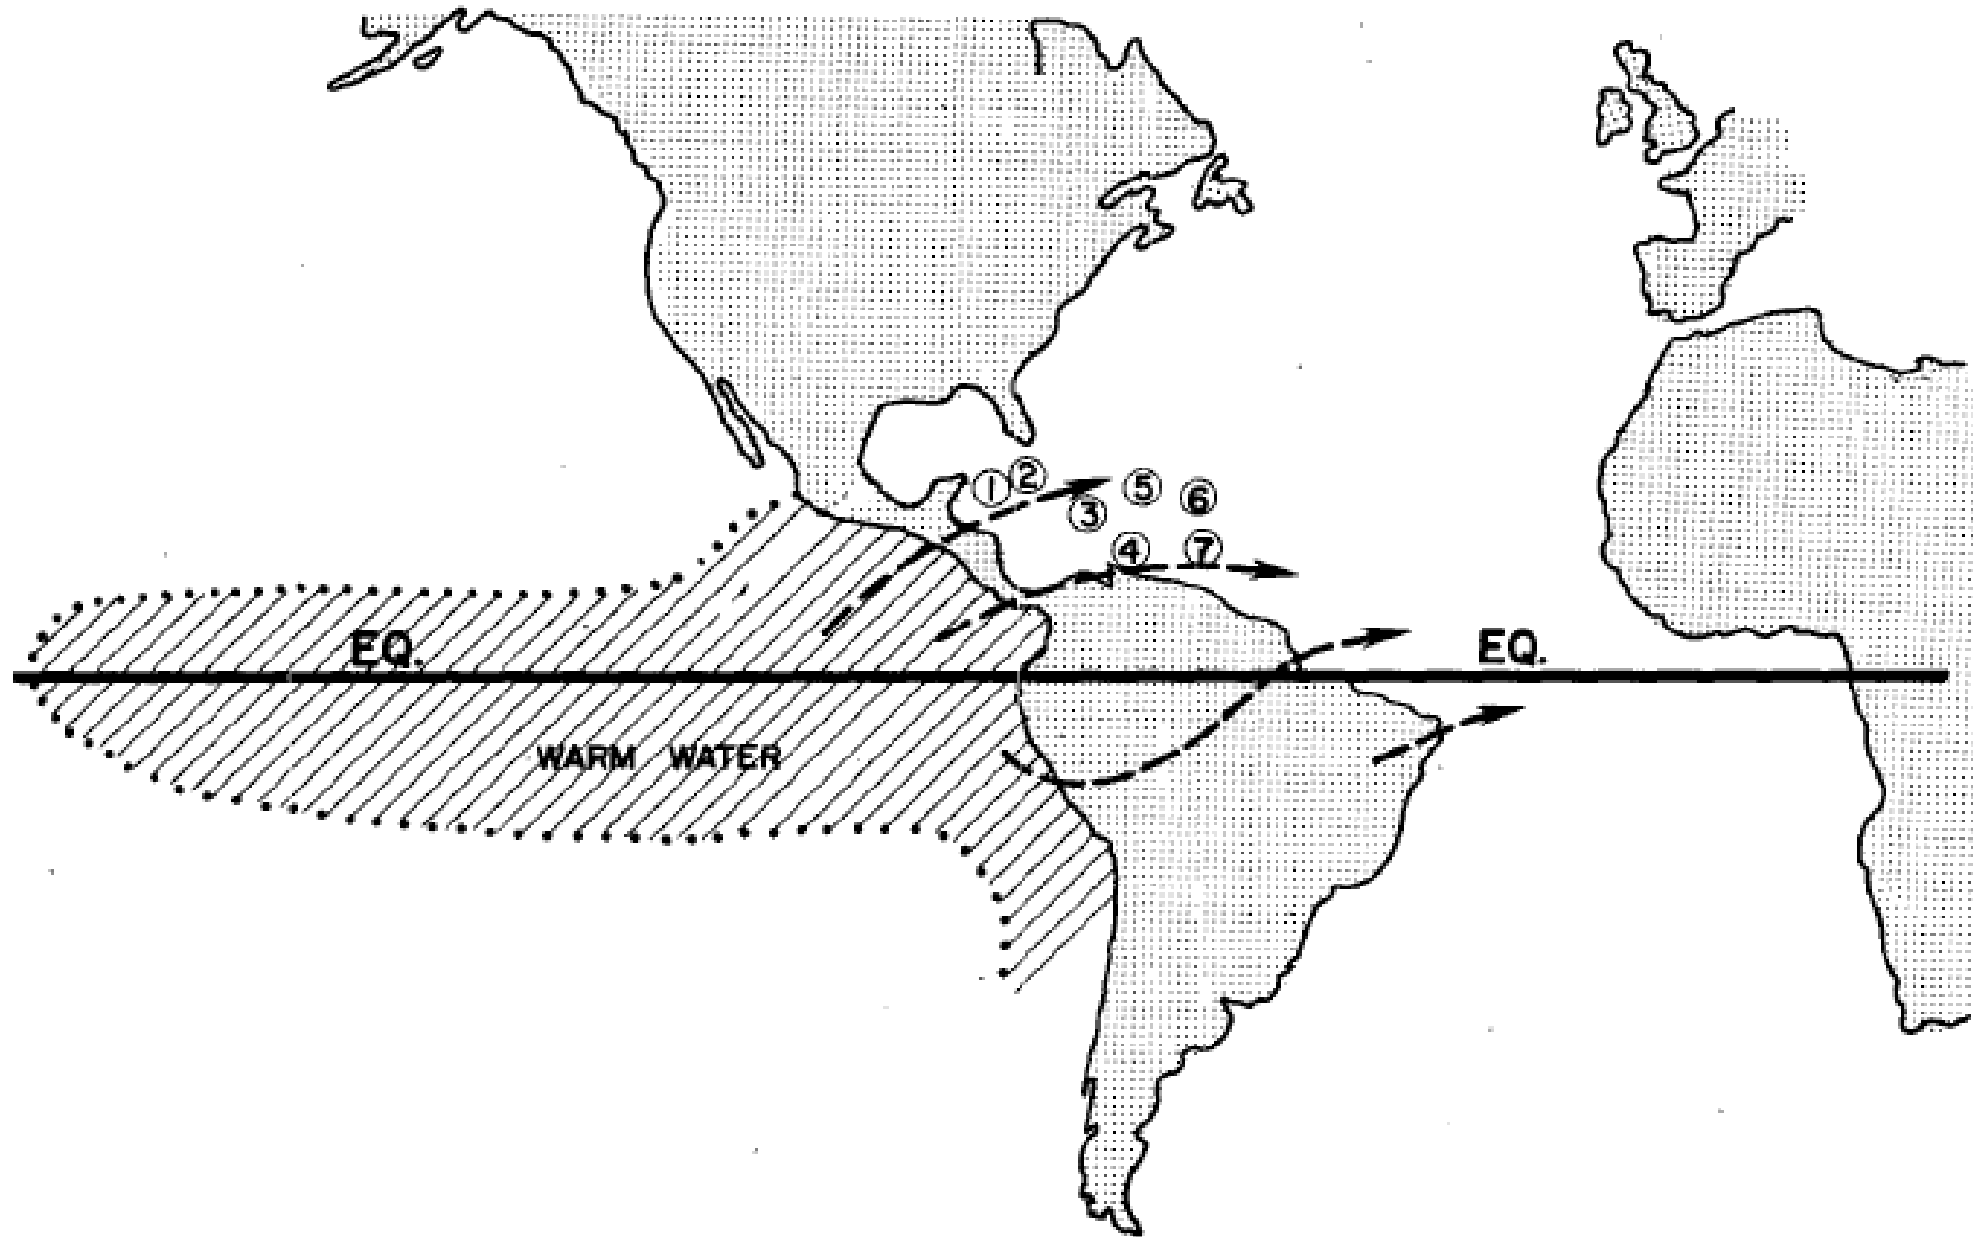 ① ② ⑤ ⑥
③
④ ⑦
EQ. EQ.
WARM WATER